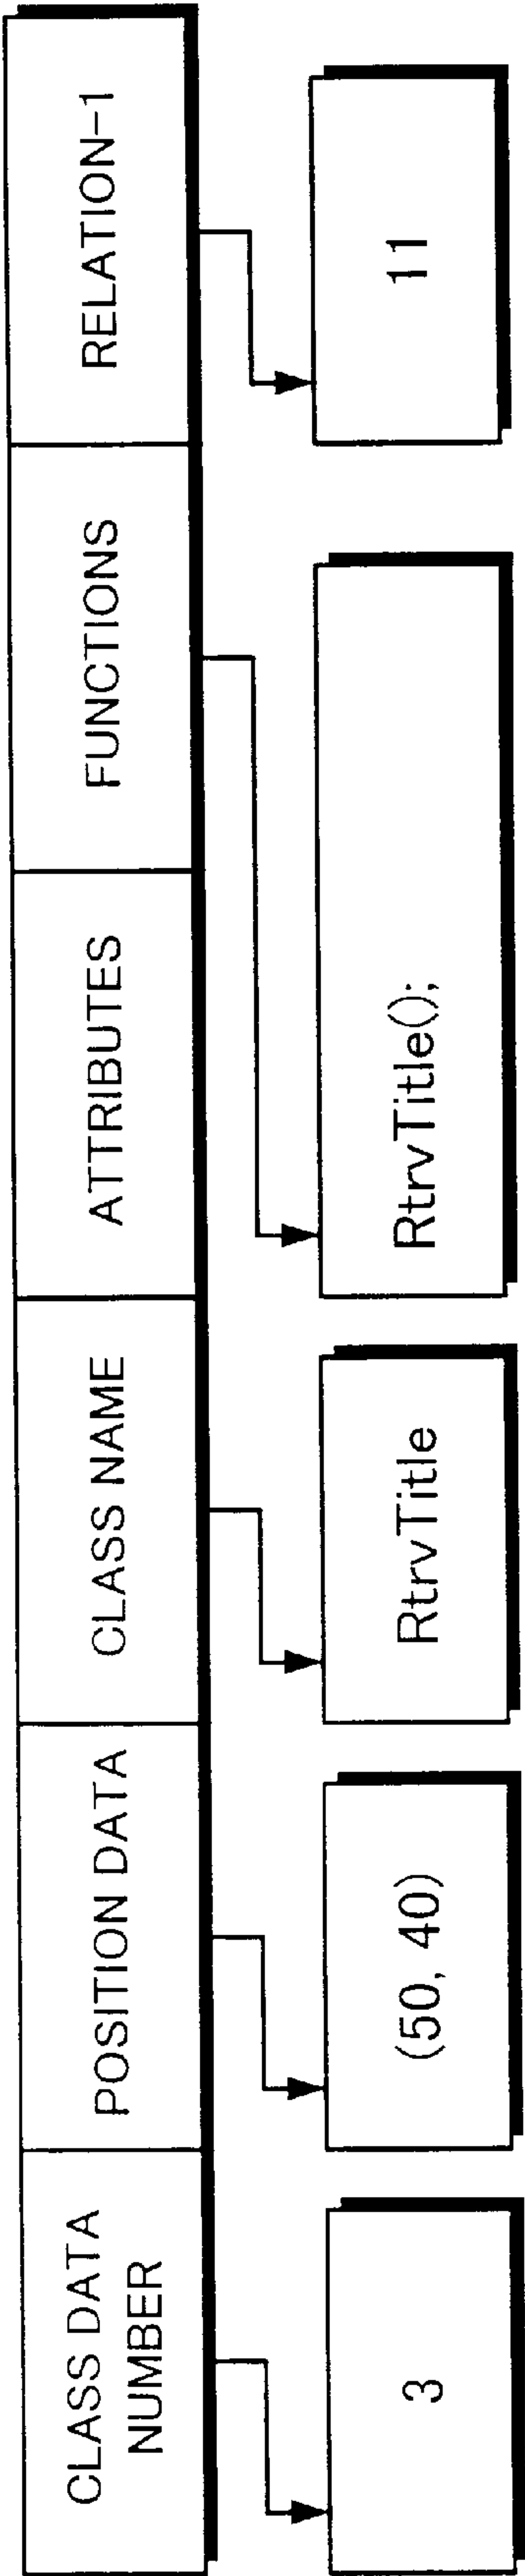 CLASS DATA
NUMBER
POSITION DATA
CLASS NAME
ATTRIBUTES
FUNCTIONS
RELATION-1
3
(50, 40)
RtrvTitle
RtrvTitle();
11